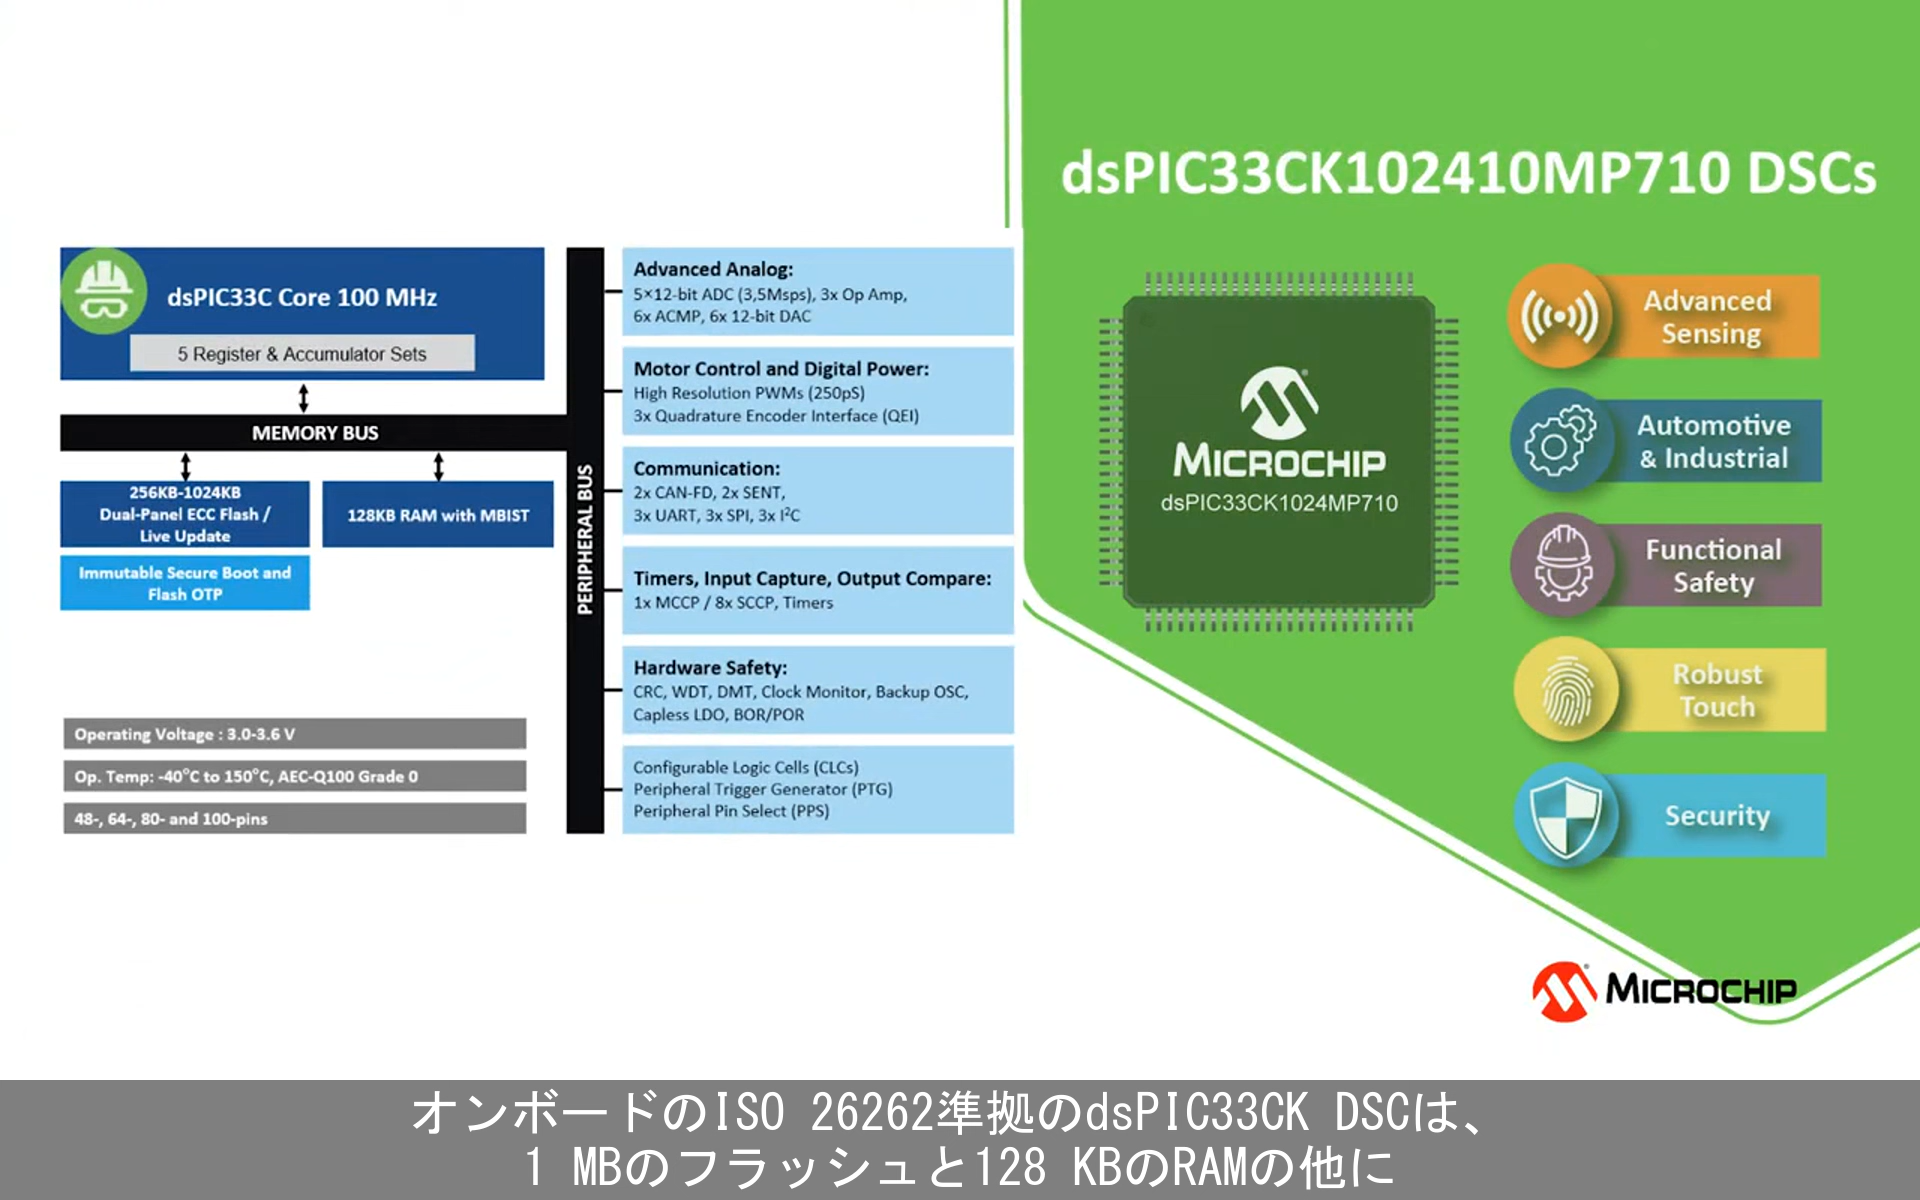 dsPIC33CK102410MP710 DSCs
dsPIC33C Core 100 MHz
5 Register & Accumulator Sets
MEMORY BUS
256KB-1024KB
Dual-Panel ECC Flash /
Live Update
128KB RAM with MBIST
Immutable Secure Boot and
Flash OTP
Operating Voltage : 3.0-3.6 V
Op. Temp: -40°C to 150°C, AEC-Q100 Grade 0
48-, 64-, 80- and 100-pins
PERIPHERAL BUS
Advanced Analog:
5×12-bit ADC (3,5Msps), 3x Op Amp,
6x ACMP, 6x 12-bit DAC
Motor Control and Digital Power:
High Resolution PWMs (250pS)
3x Quadrature Encoder Interface (QEI)
Communication:
2x CAN-FD, 2x SENT,
3x UART, 3x SPI, 3x I²C
Timers, Input Capture, Output Compare:
1x MCCP / 8x SCCP, Timers
Hardware Safety:
CRC, WDT, DMT, Clock Monitor, Backup OSC,
Capless LDO, BOR/POR
Configurable Logic Cells (CLCs)
Peripheral Trigger Generator (PTG)
Peripheral Pin Select (PPS)
MICROCHIP
dsPIC33CK1024MP710
Advanced
Sensing
Automotive
& Industrial
Functional
Safety
Robust
Touch
Security
MICROCHIP
オンボードのISO 26262準拠のdsPIC33CK DSCは、
1 MBのフラッシュと128 KBのRAMの他に